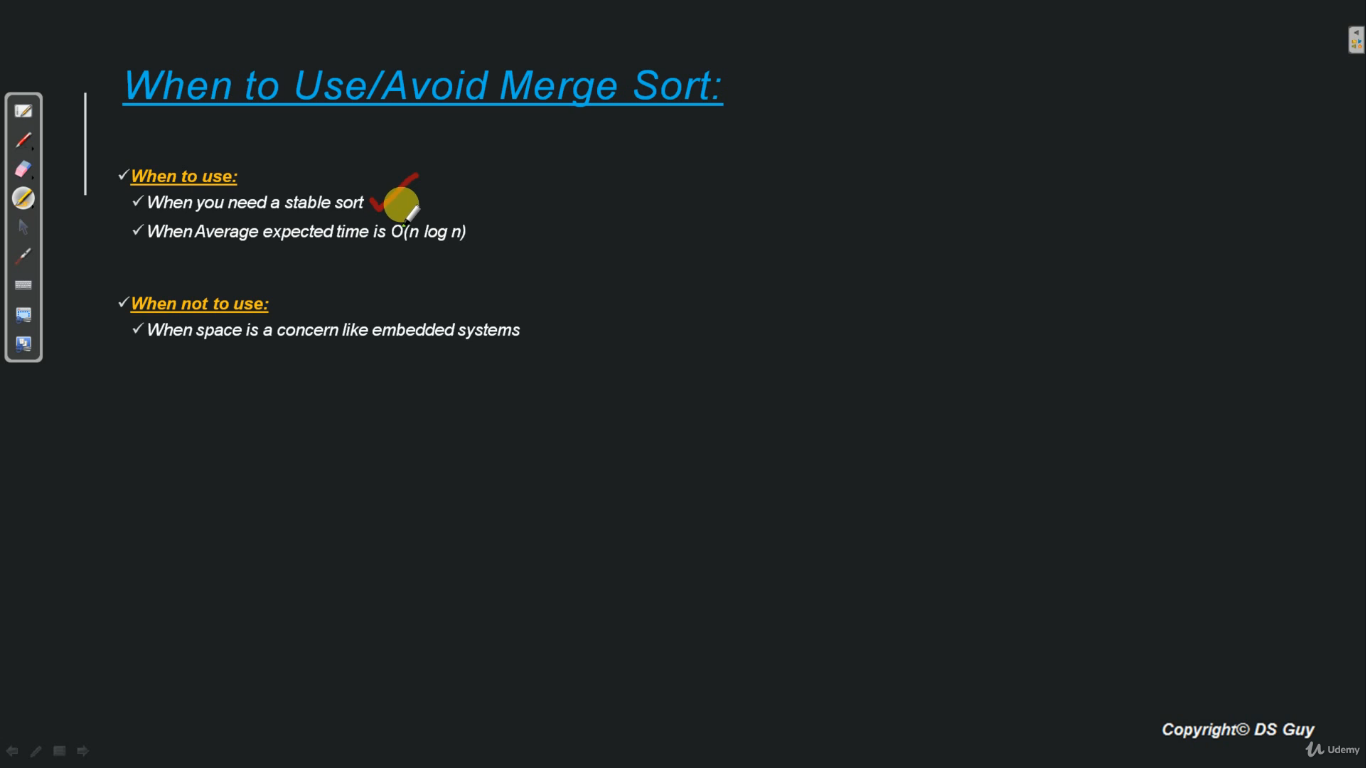 When to Use/Avoid Merge Sort:
When to use:
When you need a stable sort
When Average expected time is O(n log n)
When not to use:
When space is a concern like embedded systems
Copyright© DS Guy
Udemy